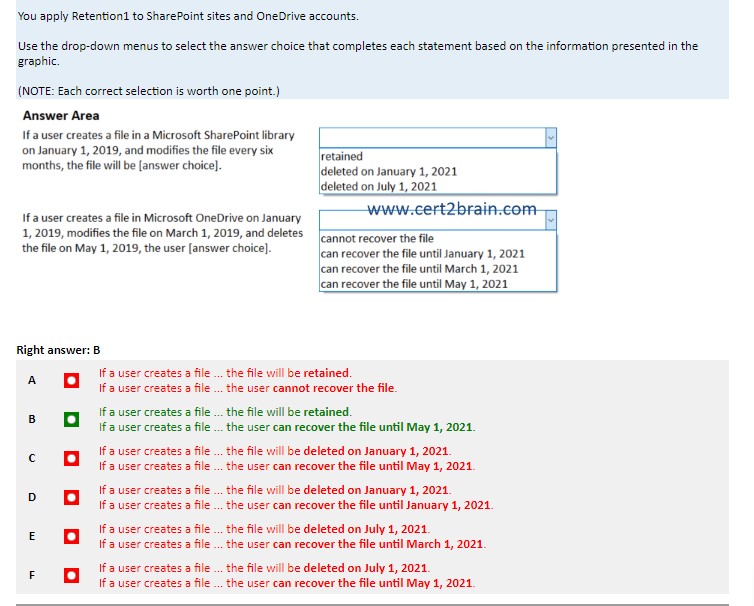 You apply Retention1 to SharePoint sites and OneDrive accounts.
Use the drop-down menus to select the answer choice that completes each statement based on the information presented in the
graphic.
(NOTE: Each correct selection is worth one point.)
Answer Area
If a user creates a file in a Microsoft SharePoint library
on January 1, 2019, and modifies the file every six
months, the file will be [answer choice].
retained
deleted on January 1, 2021
deleted on July 1, 2021
www.cert2brain.com
If a user creates a file in Microsoft OneDrive on January
1, 2019, modifies the file on March 1, 2019, and deletes
the file on May 1, 2019, the user [answer choice].
cannot recover the file
can recover the file until January 1, 2021
can recover the file until March 1, 2021
can recover the file until May 1, 2021
Right answer: B
A
If a user creates a file ... the file will be retained.
If a user creates a file ... the user cannot recover the file.
B
If a user creates a file ... the file will be retained.
If a user creates a file ... the user can recover the file until May 1, 2021.
C
If a user creates a file ... the file will be deleted on January 1, 2021.
If a user creates a file ... the user can recover the file until May 1, 2021.
D
If a user creates a file ... the file will be deleted on January 1, 2021.
If a user creates a file ... the user can recover the file until January 1, 2021.
E
If a user creates a file ... the file will be deleted on July 1, 2021.
If a user creates a file ... the user can recover the file until March 1, 2021.
F
If a user creates a file ... the file will be deleted on July 1, 2021.
If a user creates a file ... the user can recover the file until May 1, 2021.